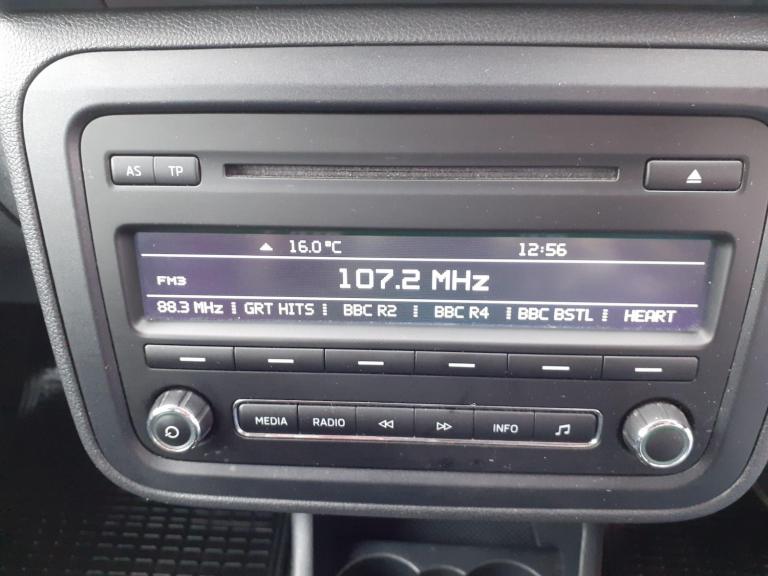 AS TP
16.0°C 12:56
FM3 107.2 MHz
88.3 MHz GRT HITS BBC R2 BBC R4 BBC BSTL HEART
MEDIA RADIO INFO